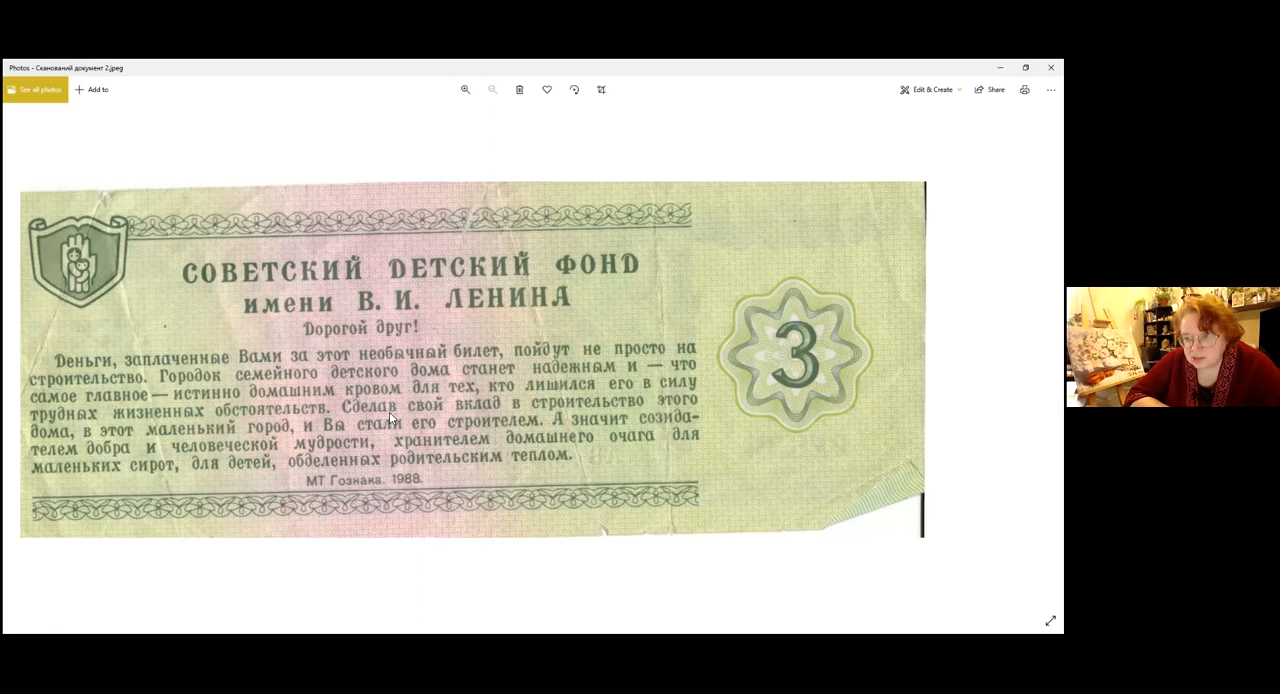 Photos - Сканований документ 2.jpeg
See all photos
Add to
Edit & Create
Share
СОВЕТСКИЙ ДЕТСКИЙ ФОНД
имени В. И. ЛЕНИНА
Дорогой друг!
Деньги, заплаченные Вами за этот необычный билет, пойдут не просто на
строительство. Городок семейного детского дома станет надежным и — что
самое главное — истинно домашним кровом для тех, кто лишился его в силу
трудных жизненных обстоятельств. Сделав свой вклад в строительство этого
дома, в этот маленький город, и Вы стали его строителем. А значит созида-
телем добра и человеческой мудрости, хранителем домашнего очага для
маленьких сирот, для детей, обделенных родительским теплом.
МТ Гознака. 1988.
3